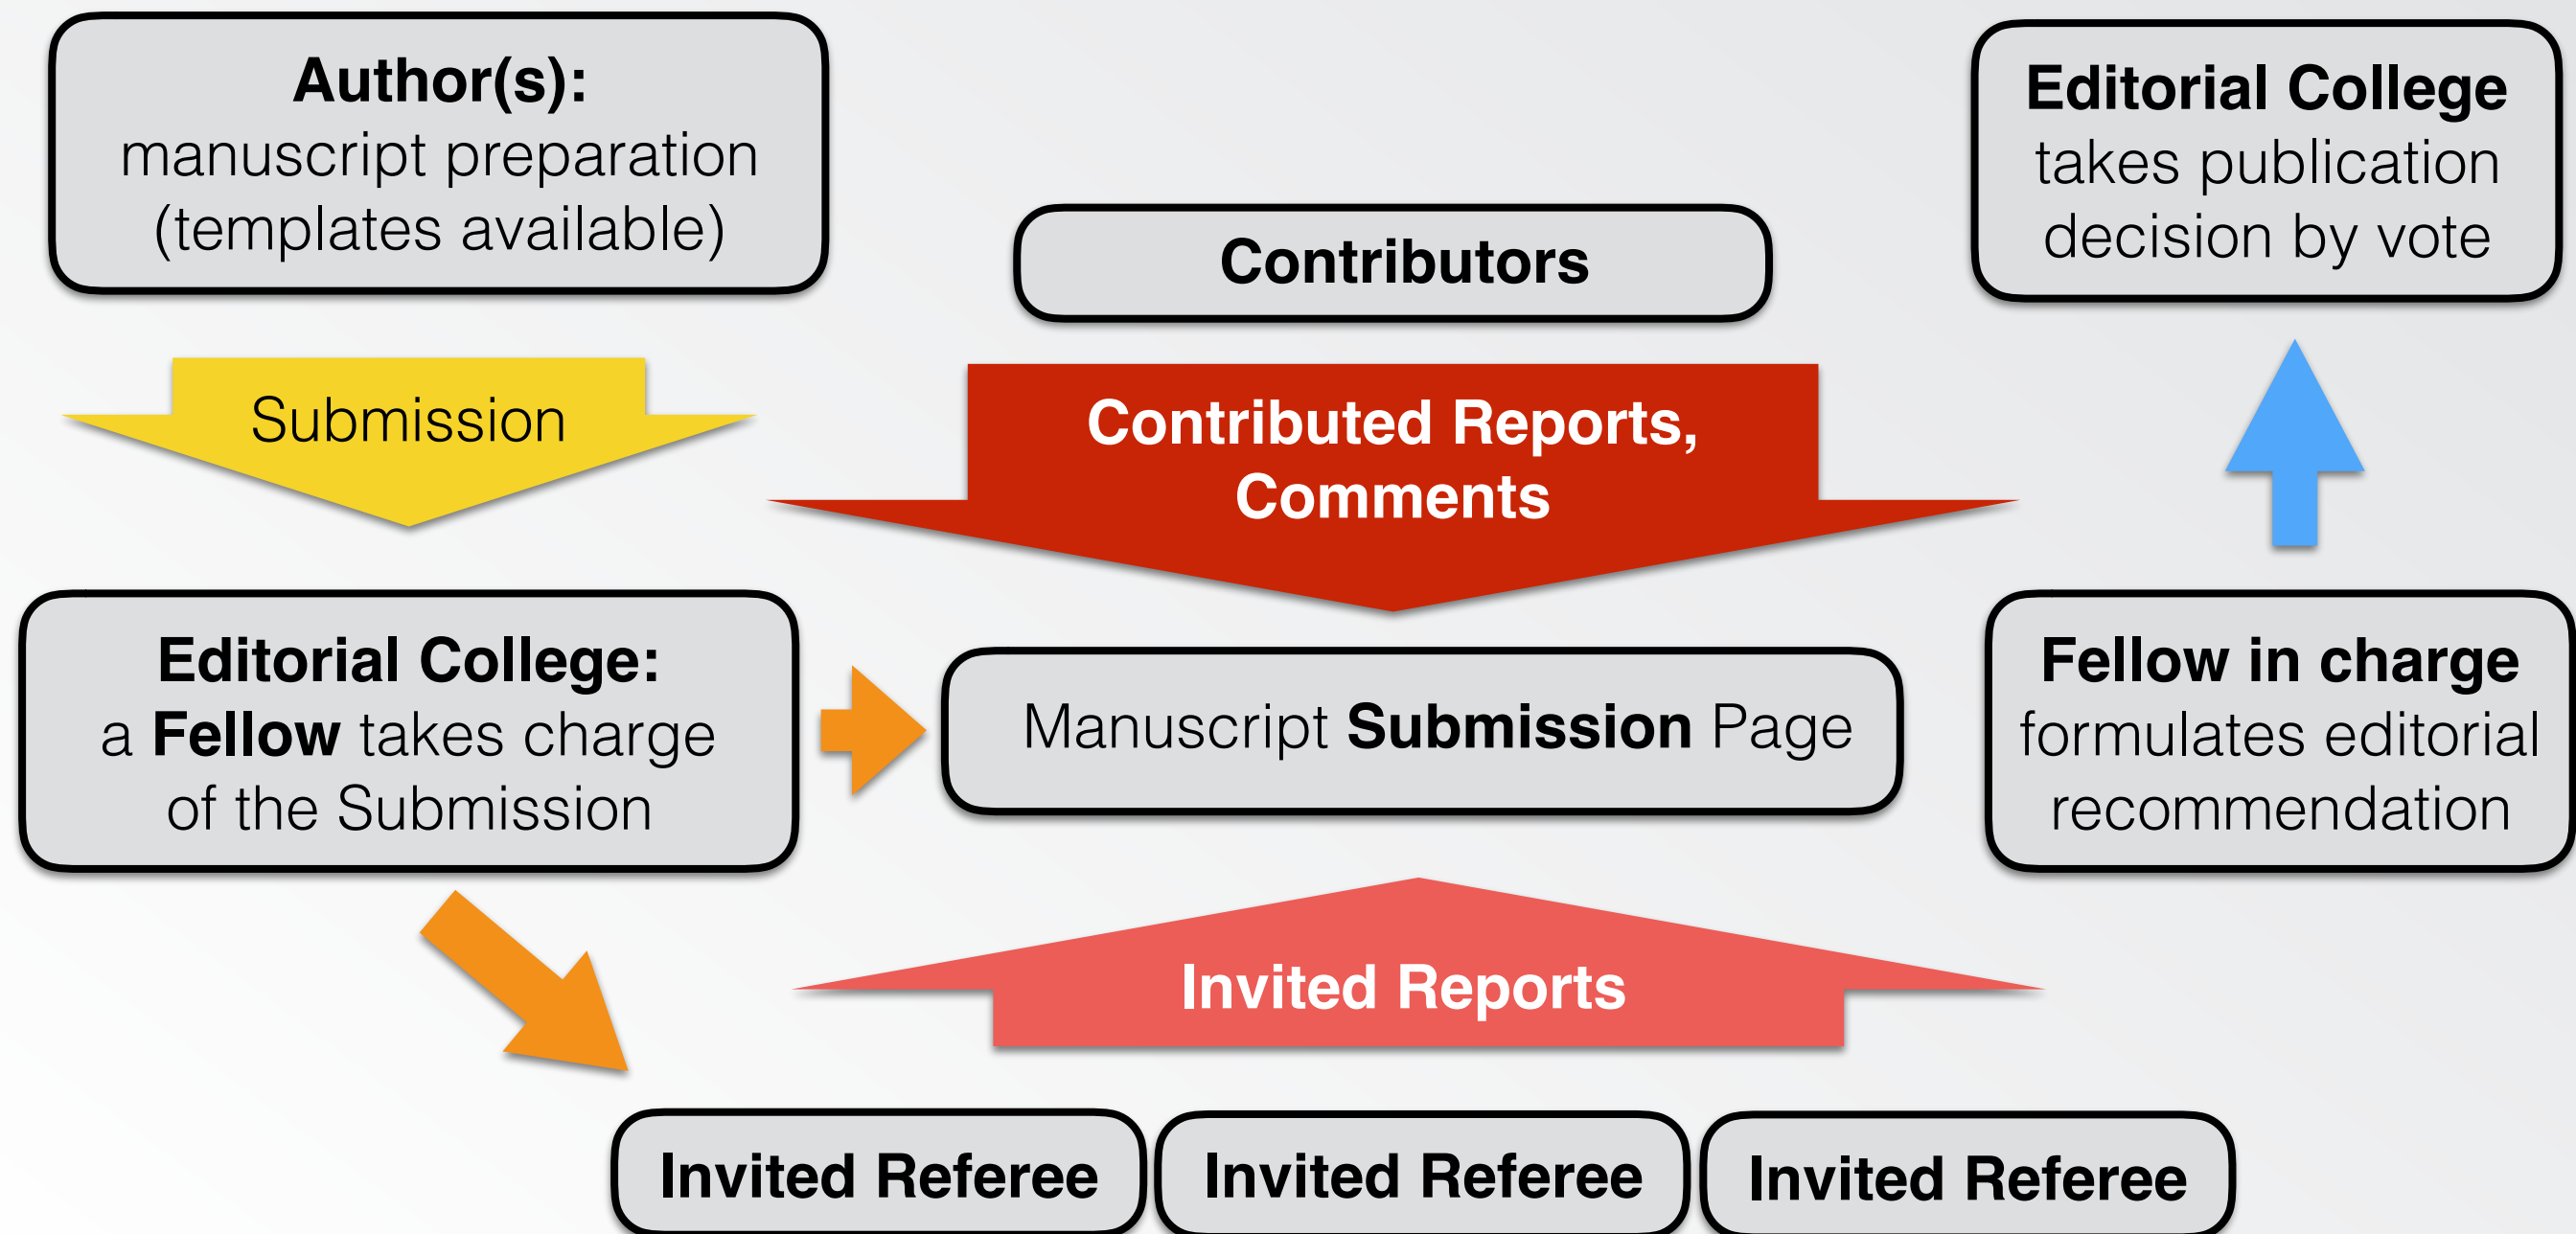 Author(s):
manuscript preparation
(templates available)
Submission
Editorial College:
a Fellow takes charge
of the Submission
Contributors
Contributed Reports,
Comments
Manuscript Submission Page
Invited Reports
Invited Referee
Invited Referee
Invited Referee
Fellow in charge
formulates editorial
recommendation
Editorial College
takes publication
decision by vote